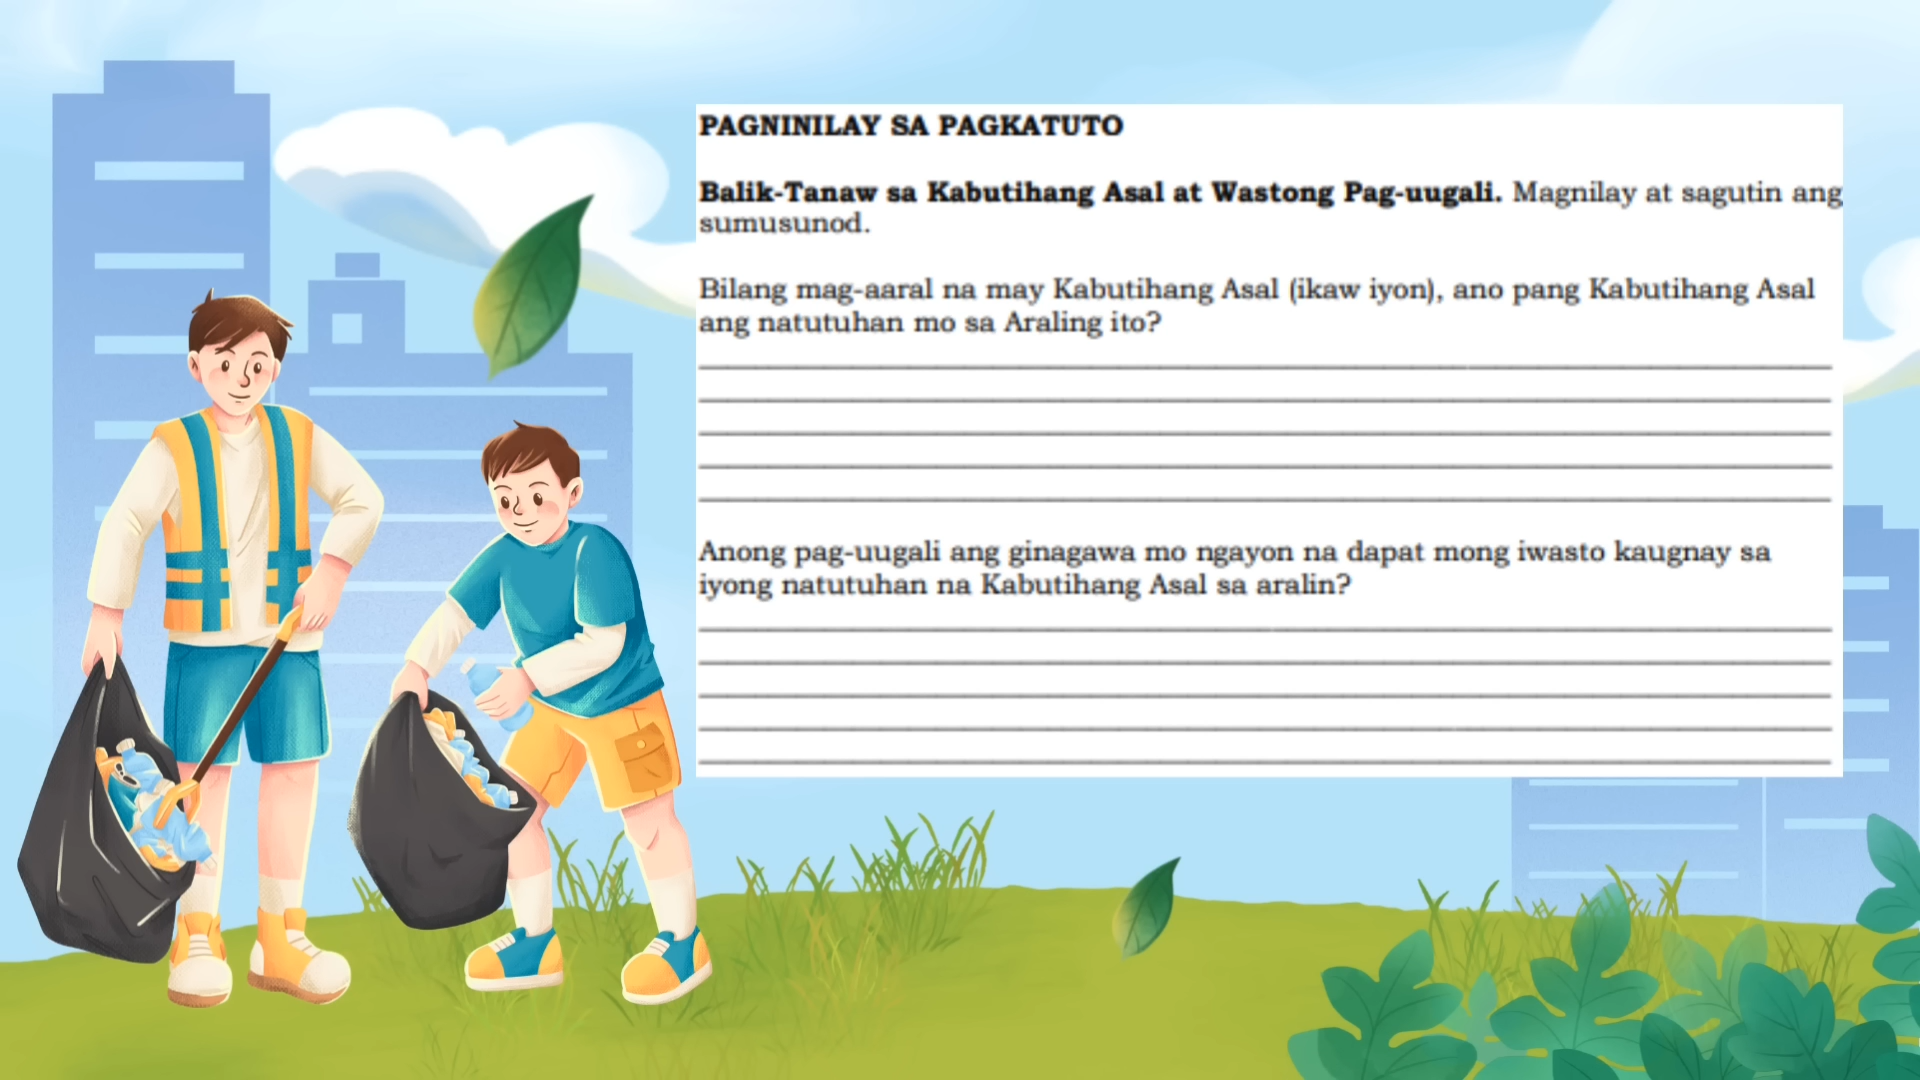 PAGNINILAY SA PAGKATUTO
Balik-Tanaw sa Kabutihang Asal at Wastong Pag-uugali. Magnilay at sagutin ang
sumusunod.
Bilang mag-aaral na may Kabutihang Asal (ikaw iyon), ano pang Kabutihang Asal
ang natutuhan mo sa Araling ito?
Anong pag-uugali ang ginagawa mo ngayon na dapat mong iwasto kaugnay sa
iyong natutuhan na Kabutihang Asal sa aralin?